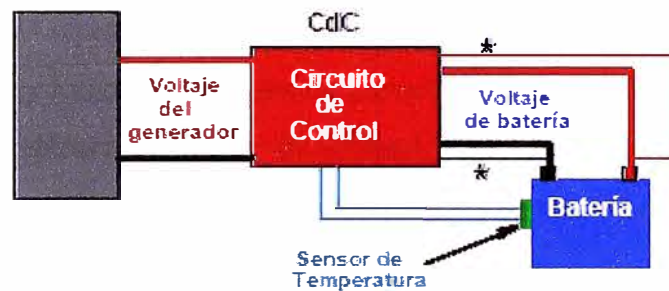 CdC
*
Voltaje
del
generador
Circuito
de
Control
Voltaje
de batería
*
Batería
Sensor de
Temperatura